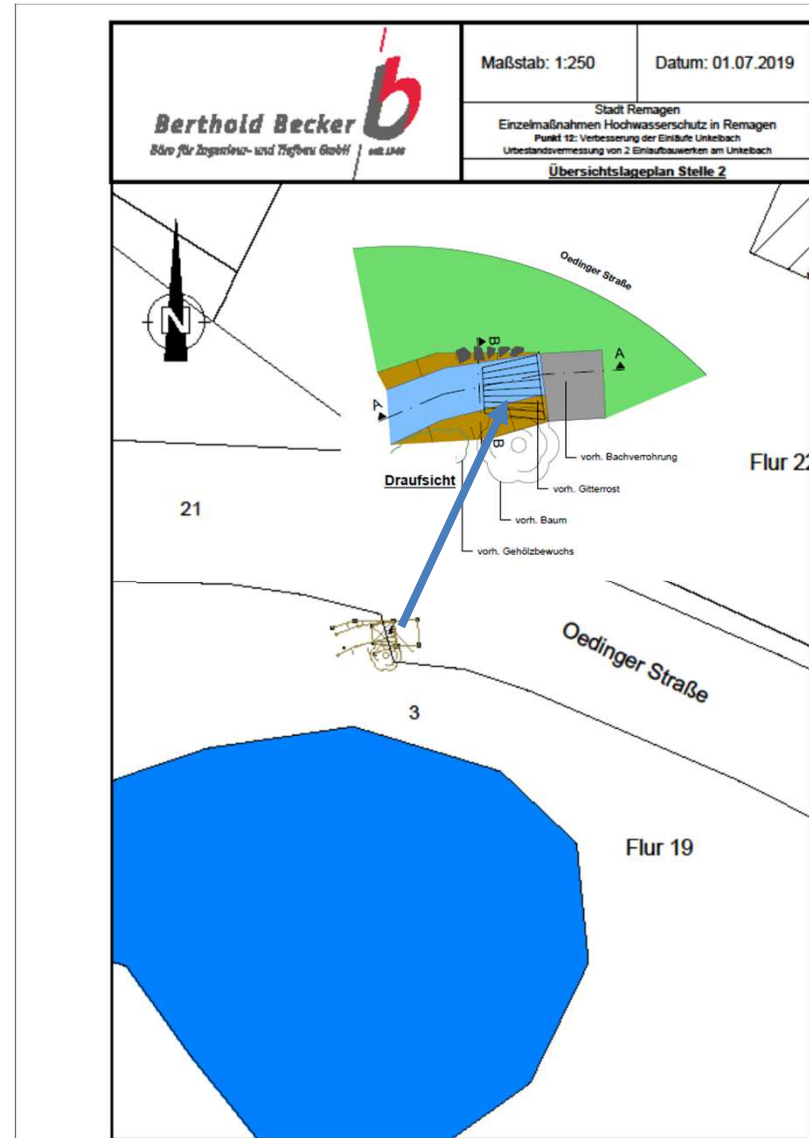 Berthold Becker
Büro für Ingenieur- und Tiefbau GmbH
seit 1948
b
Maßstab: 1:250
Datum: 01.07.2019
Stadt Remagen
Einzelmaßnahmen Hochwasserschutz in Remagen
Punkt 12: Verbesserung der Einläufe Unkelbach
Urbestandsvermessung von 2 Einlaufbauwerken am Unkelbach
Übersichtslageplan Stelle 2
N
Oedinger Straße
B
A
A
B
vorh. Bachverrohrung
Flur 22
Draufsicht
vorh. Gitterrost
21
vorh. Baum
vorh. Gehölzbewuchs
Oedinger Straße
3
Flur 19